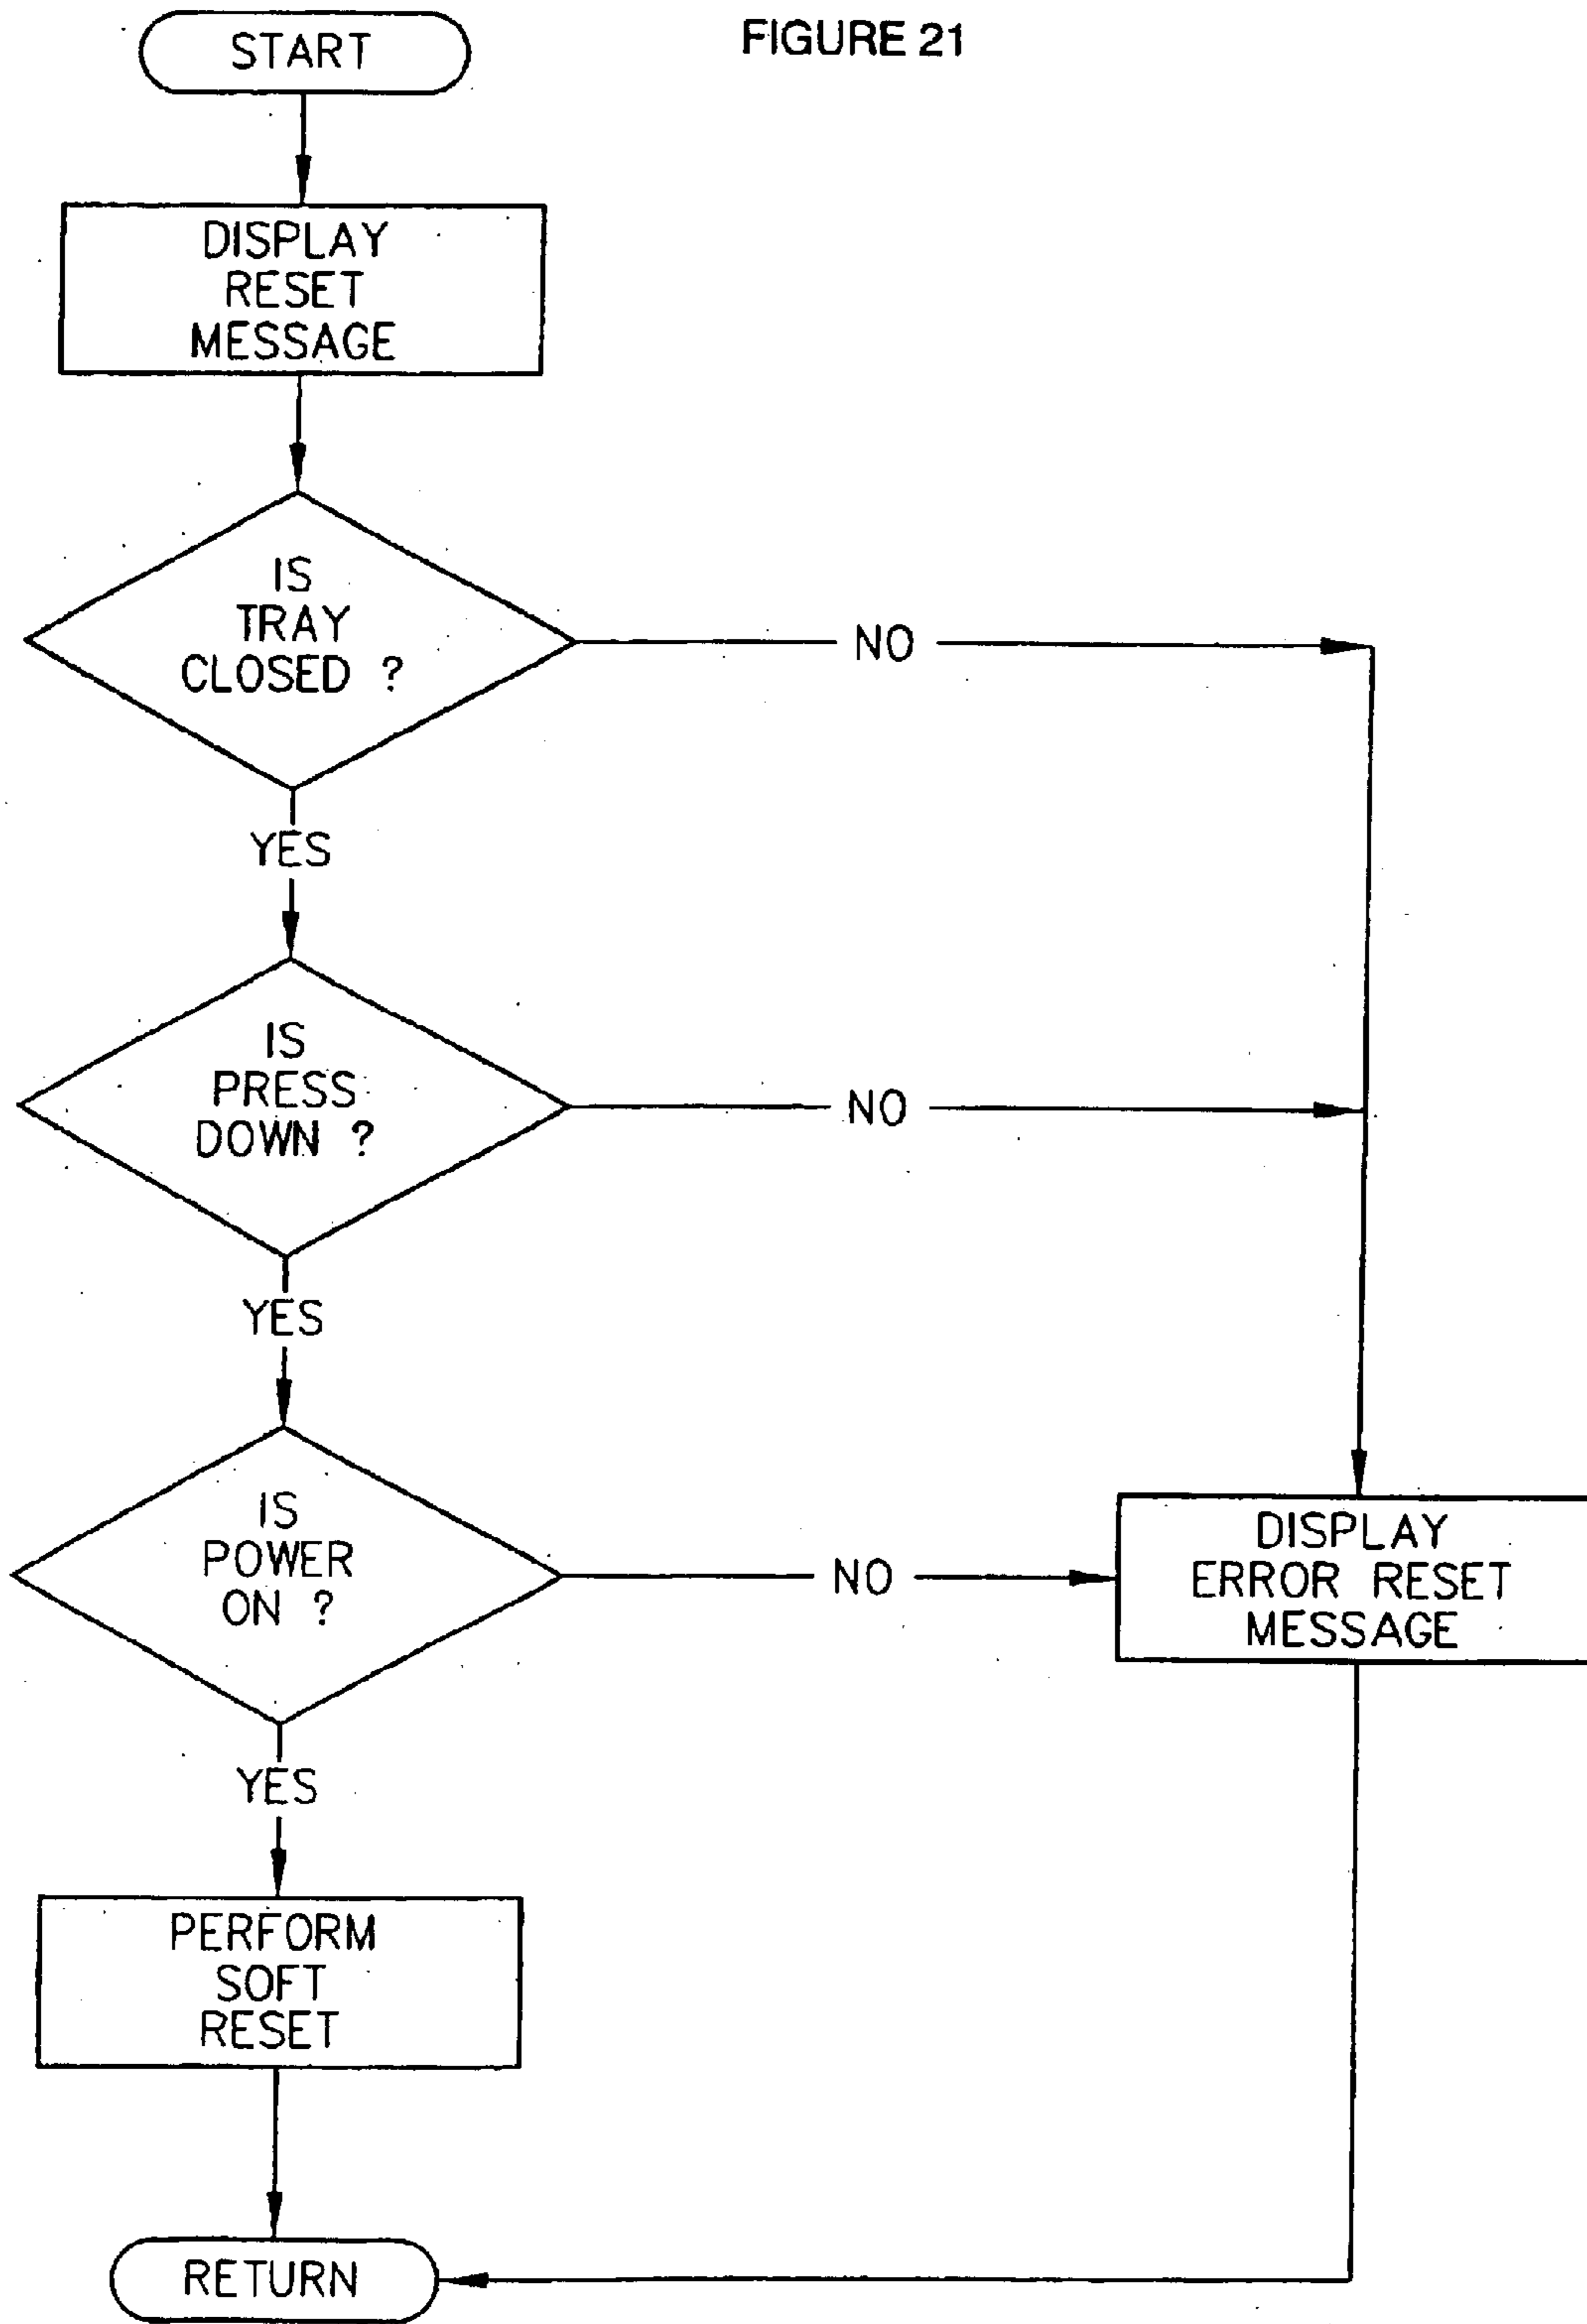 FIGURE 21
START
DISPLAY
RESET
MESSAGE
IS
TRAY
CLOSED ?
NO
YES
IS
PRESS
DOWN ?
NO
YES
IS
POWER
ON ?
NO
DISPLAY
ERROR RESET
MESSAGE
YES
PERFORM
SOFT
RESET
RETURN